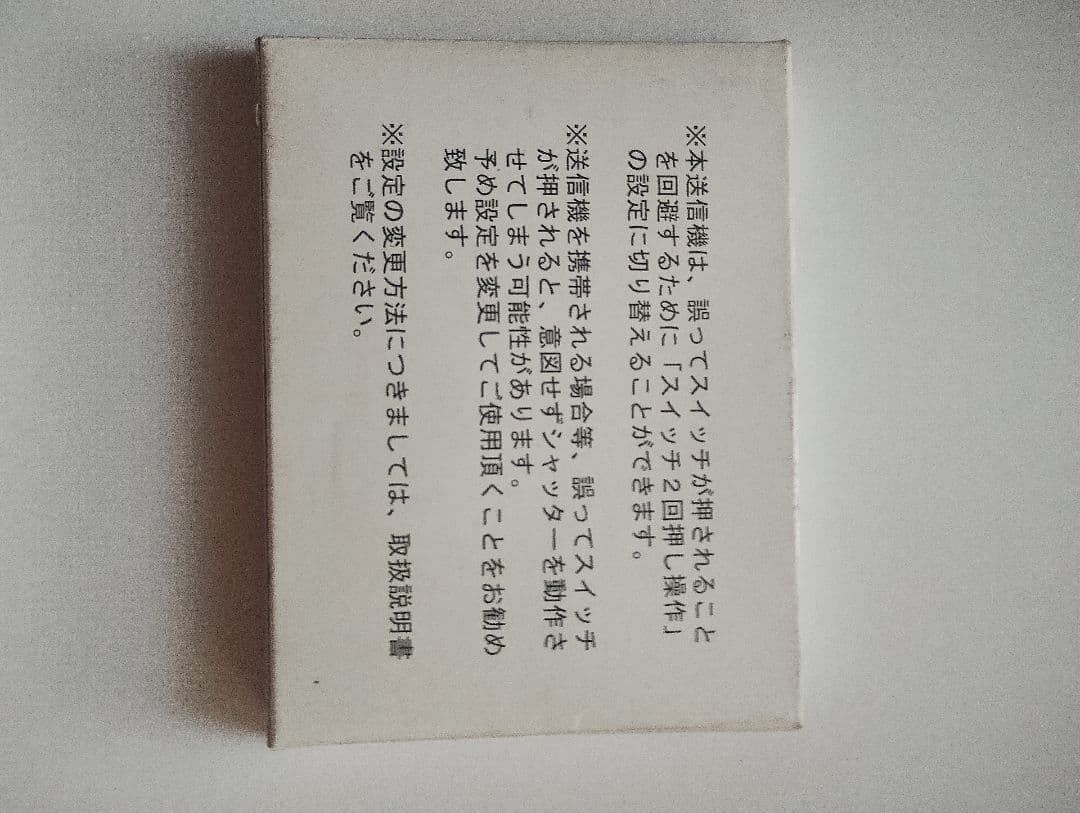 ※本送信機は、誤ってスイッチが押されること
を回避するために「スイッチ２回押し操作」
の設定に切り替えることができます。
※送信機を携帯される場合等、誤ってスイッチ
が押されると、意図せずシャッターを動作さ
せてしまう可能性があります。
予め設定を変更してご使用頂くことをお勧め
致します。
※設定の変更方法につきましては、取扱説明書
をご覧ください。